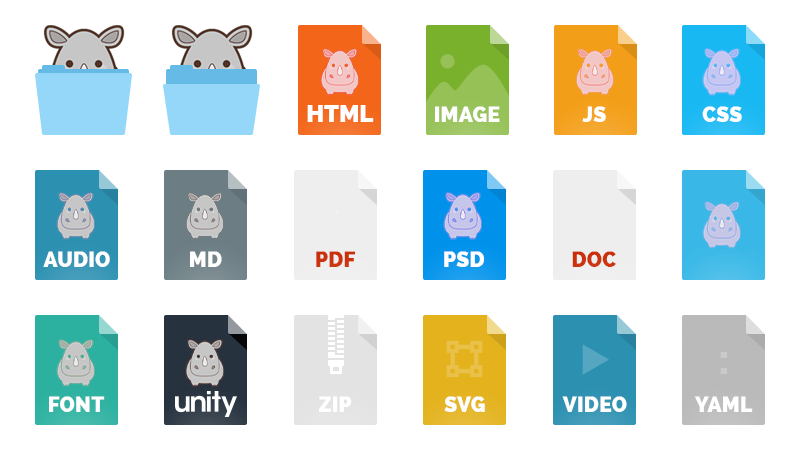 HTML
IMAGE
JS
CSS
AUDIO
MD
PDF
PSD
DOC
FONT
unity
ZIP
SVG
VIDEO
YAML